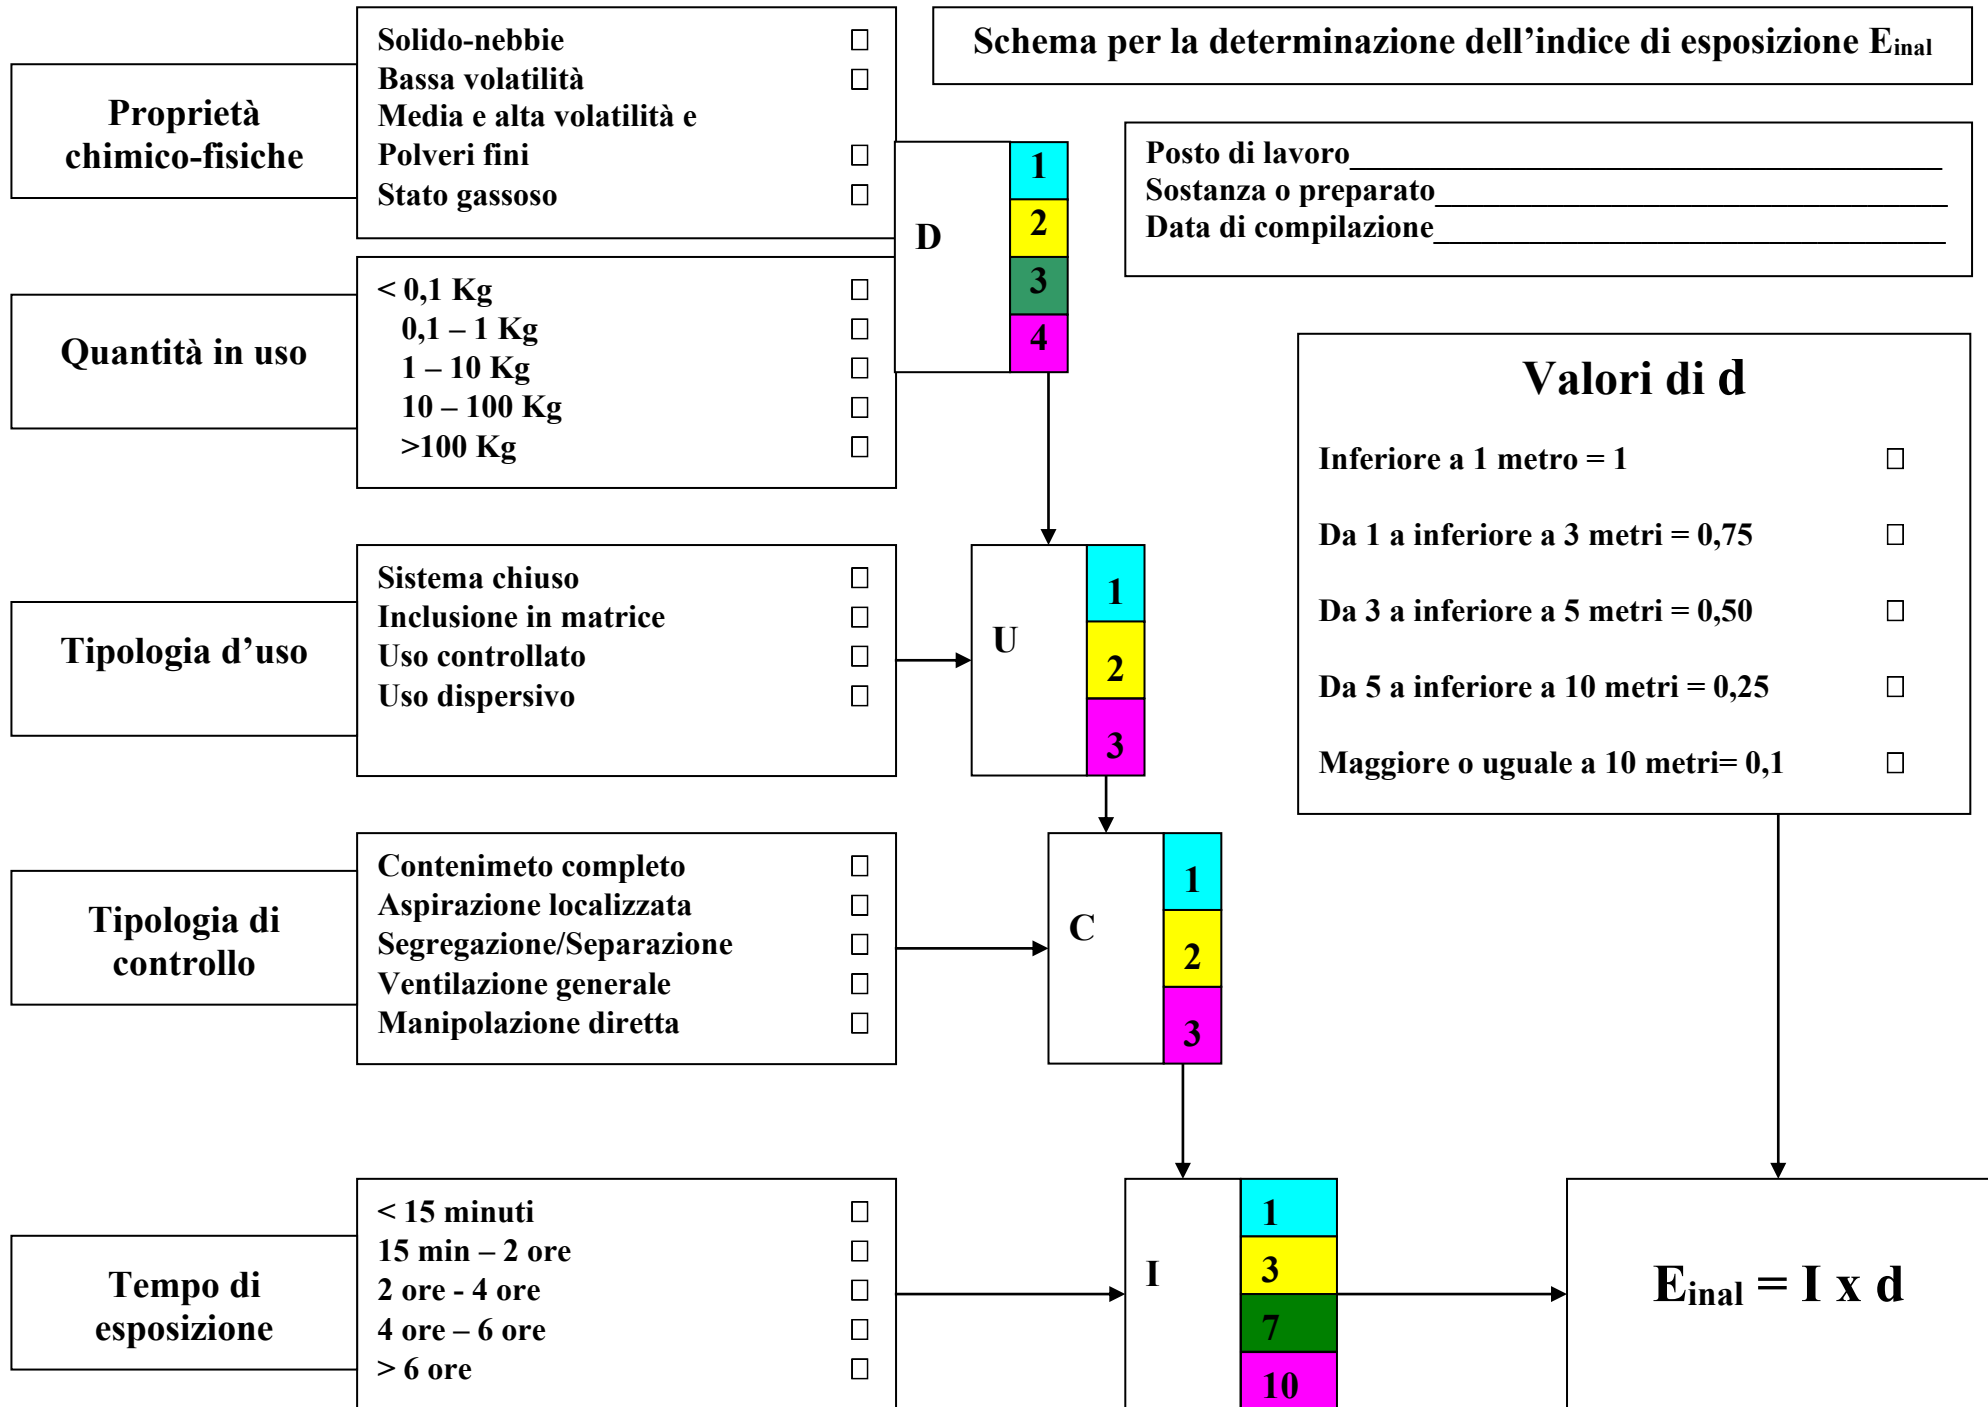 Schema per la determinazione dell’indice di esposizione Einal
Posto di lavoro_____________________________________
Sostanza o preparato________________________________
Data di compilazione________________________________
Proprietà
chimico-fisiche
Solido-nebbie □
Bassa volatilità □
Media e alta volatilità e
Polveri fini □
Stato gassoso □
Quantità in uso
< 0,1 Kg □
0,1 – 1 Kg □
1 – 10 Kg □
10 – 100 Kg □
>100 Kg □
D
1
2
3
4
Tipologia d’uso
Sistema chiuso □
Inclusione in matrice □
Uso controllato □
Uso dispersivo □
U
1
2
3
Tipologia di
controllo
Contenimeto completo □
Aspirazione localizzata □
Segregazione/Separazione □
Ventilazione generale □
Manipolazione diretta □
C
1
2
3
Valori di d
Inferiore a 1 metro = 1 □
Da 1 a inferiore a 3 metri = 0,75 □
Da 3 a inferiore a 5 metri = 0,50 □
Da 5 a inferiore a 10 metri = 0,25 □
Maggiore o uguale a 10 metri= 0,1 □
Tempo di
esposizione
< 15 minuti □
15 min – 2 ore □
2 ore - 4 ore □
4 ore – 6 ore □
> 6 ore □
I
1
3
7
10
Einal = I x d